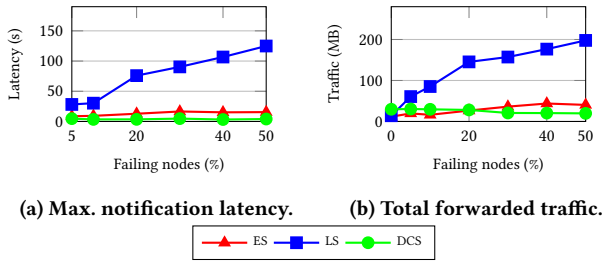 150
100
50
0
Latency (s)
5
20
40
50
Failing nodes (%)
(a) Max. notification latency.
200
100
0
Traffic (MB)
0
20
40
50
Failing nodes (%)
(b) Total forwarded traffic.
ES
LS
DCS